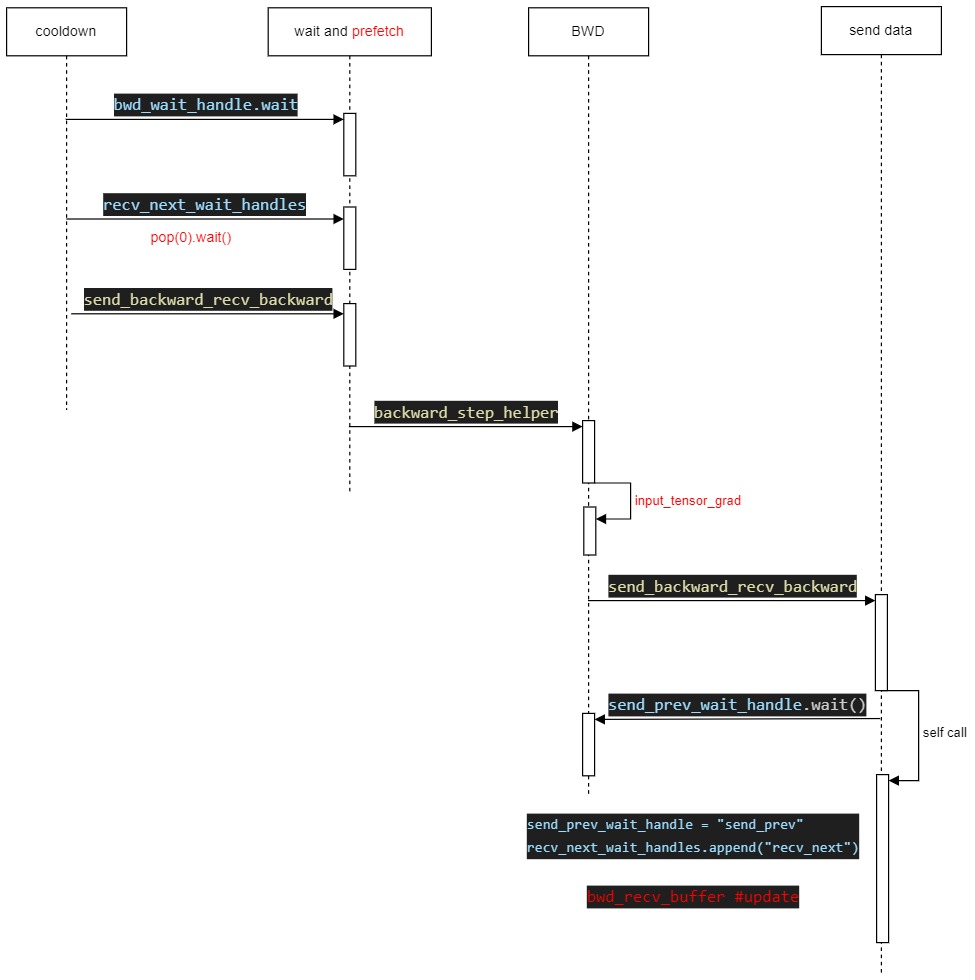 cooldown
wait and prefetch
BWD
send data
bwd_wait_handle.wait
recv_next_wait_handles
pop(0).wait()
send_backward_recv_backward
backward_step_helper
input_tensor_grad
send_backward_recv_backward
send_prev_wait_handle.wait()
self call
send_prev_wait_handle = "send_prev"
recv_next_wait_handles.append("recv_next")
bwd_recv_buffer #update